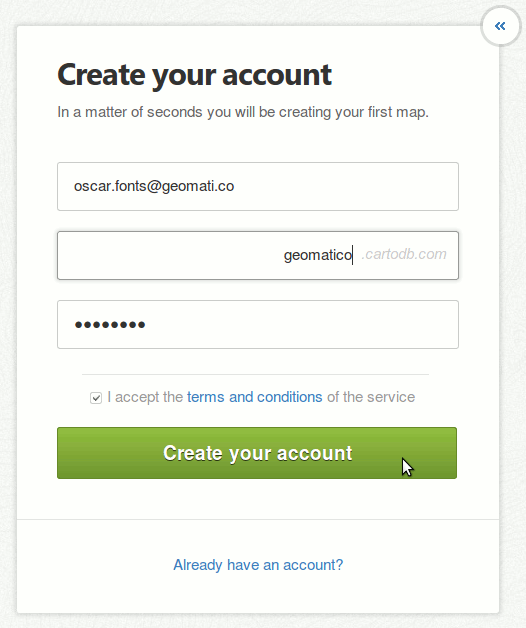 «
Create your account
In a matter of seconds you will be creating your first map.
oscar.fonts@geomati.co
geomatico .cartodb.com
●●●●●●●●
I accept the terms and conditions of the service
Create your account
Already have an account?